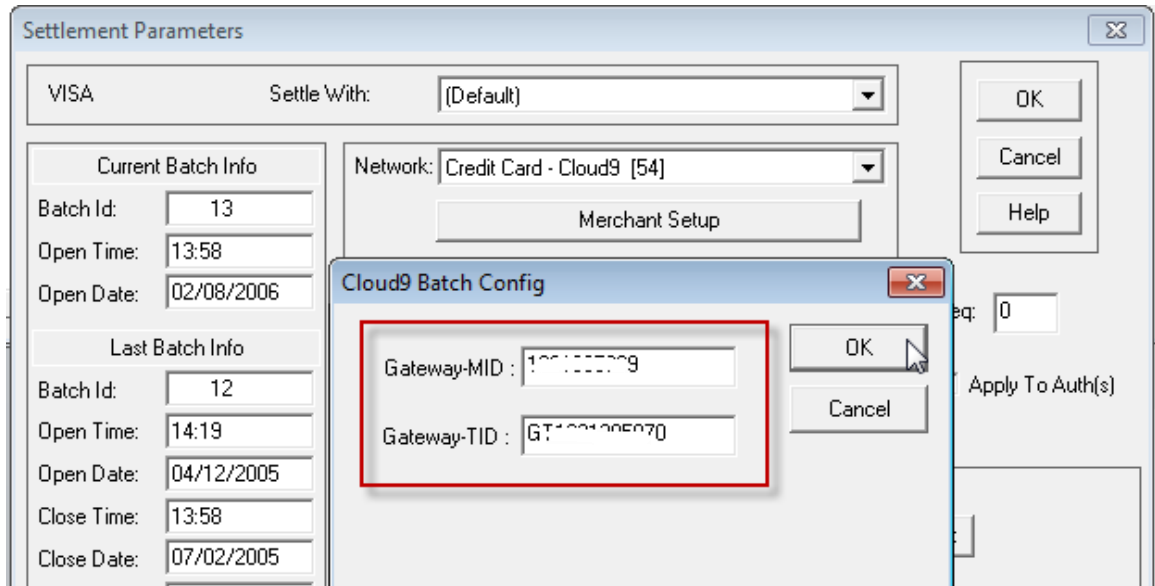 Settlement Parameters
VISA Settle With: (Default)
OK
Cancel
Help
Current Batch Info
Batch Id: 13
Open Time: 13:58
Open Date: 02/08/2006
Last Batch Info
Batch Id: 12
Open Time: 14:19
Open Date: 04/12/2005
Close Time: 13:58
Close Date: 07/02/2005
Network: Credit Card - Cloud9 [54]
Merchant Setup
0
Apply To Auth(s)
Cloud9 Batch Config
Gateway-MID :
Gateway-TID :
OK
Cancel